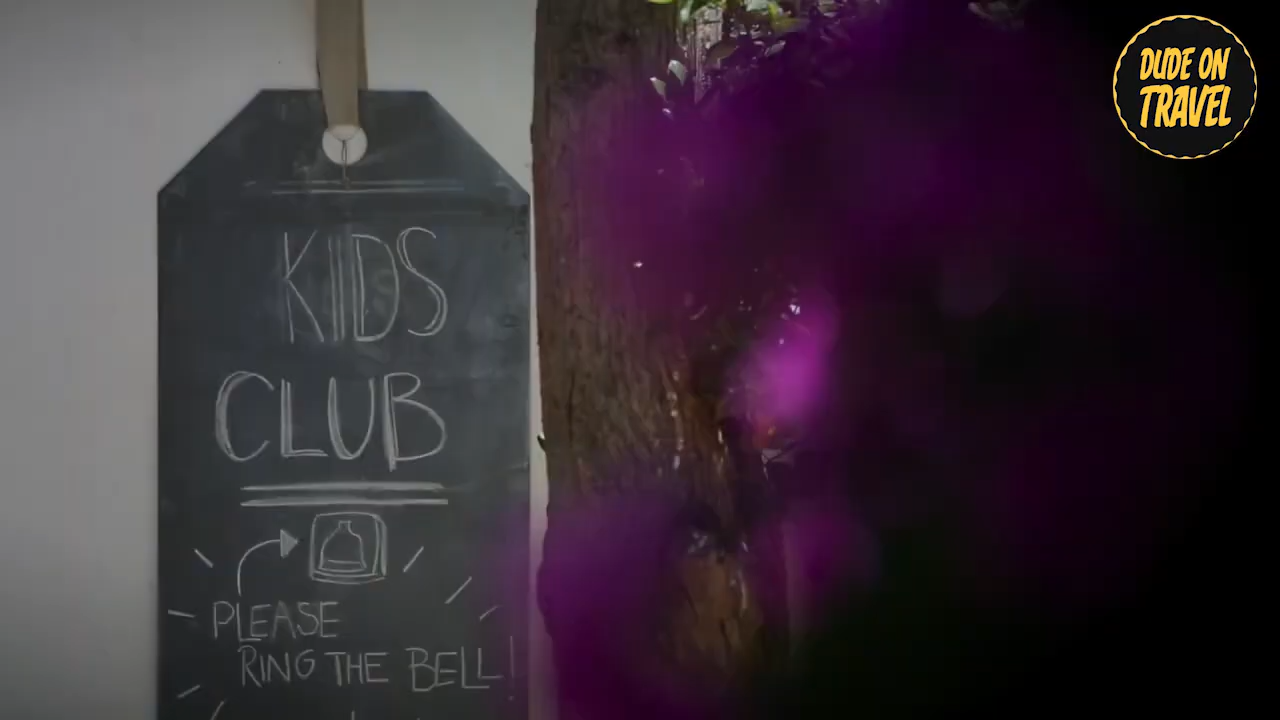 DUDE ON
TRAVEL
KIDS
CLUB
PLEASE
RING THE BELL!